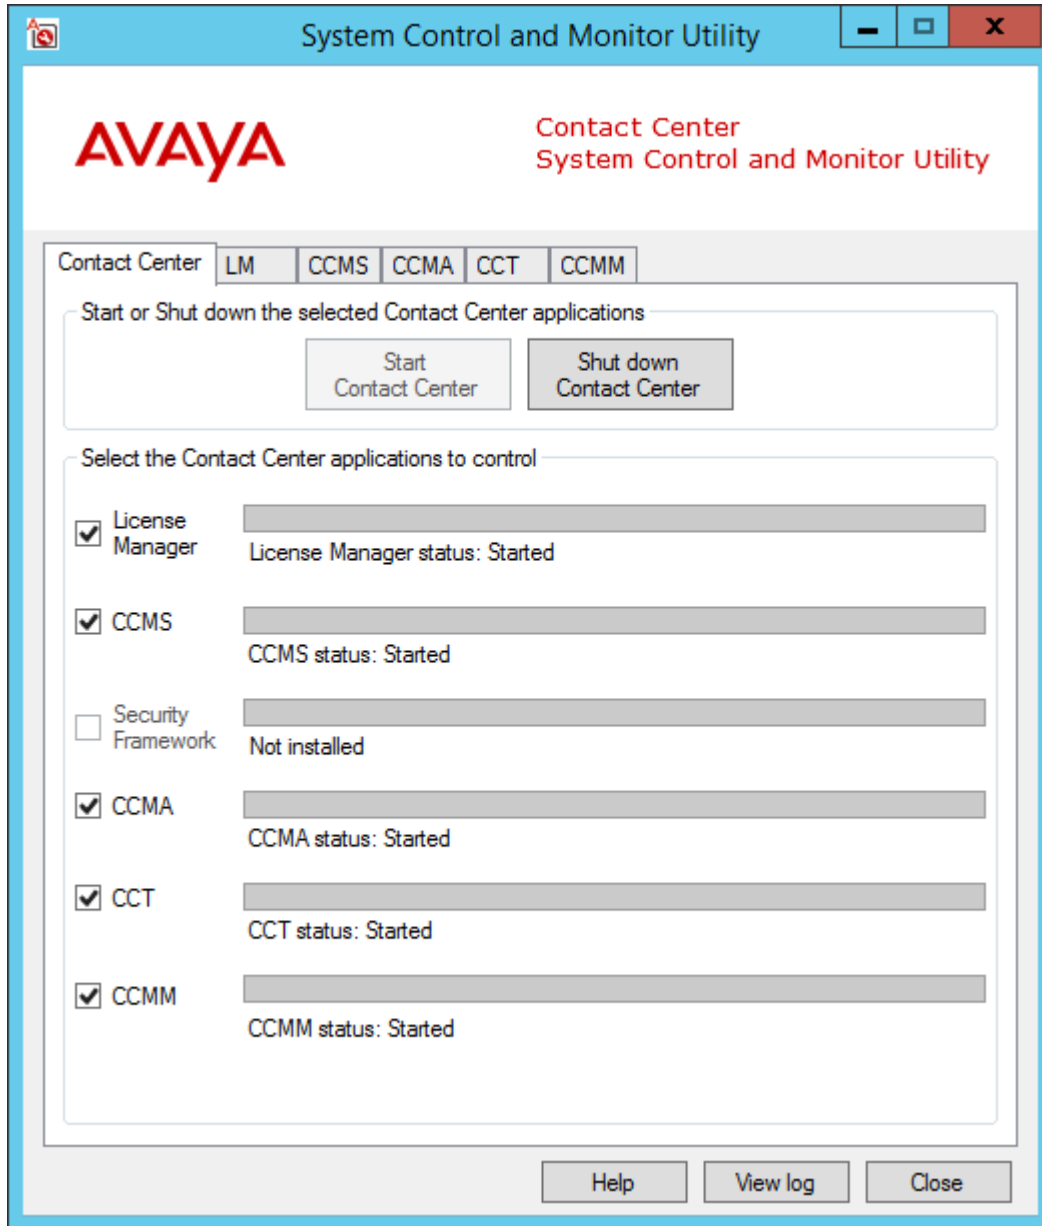 System Control and Monitor Utility
AVAYA
Contact Center
System Control and Monitor Utility
Contact Center
LM
CCMS
CCMA
CCT
CCMM
Start or Shut down the selected Contact Center applications
Start
Contact Center
Shut down
Contact Center
Select the Contact Center applications to control
License
Manager
License Manager status: Started
CCMS
CCMS status: Started
Security
Framework
Not installed
CCMA
CCMA status: Started
CCT
CCT status: Started
CCMM
CCMM status: Started
Help
View log
Close